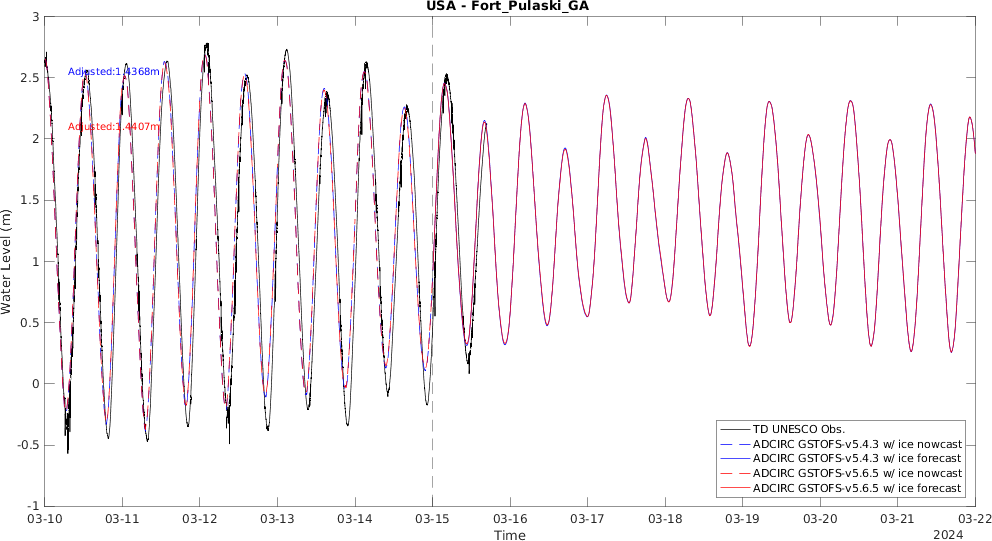 USA - Fort_Pulaski_GA
3
2.5
2
1.5
1
0.5
0
-0.5
-1
Water Level (m)
Adjusted:1.4368m
Adjusted:1.4407m
TD UNESCO Obs.
ADCIRC GSTOFS-v5.4.3 w/ ice nowcast
ADCIRC GSTOFS-v5.4.3 w/ ice forecast
ADCIRC GSTOFS-v5.6.5 w/ ice nowcast
ADCIRC GSTOFS-v5.6.5 w/ ice forecast
03-10 03-11 03-12 03-13 03-14 03-15 03-16 03-17 03-18 03-19 03-20 03-21 03-22
Time
2024